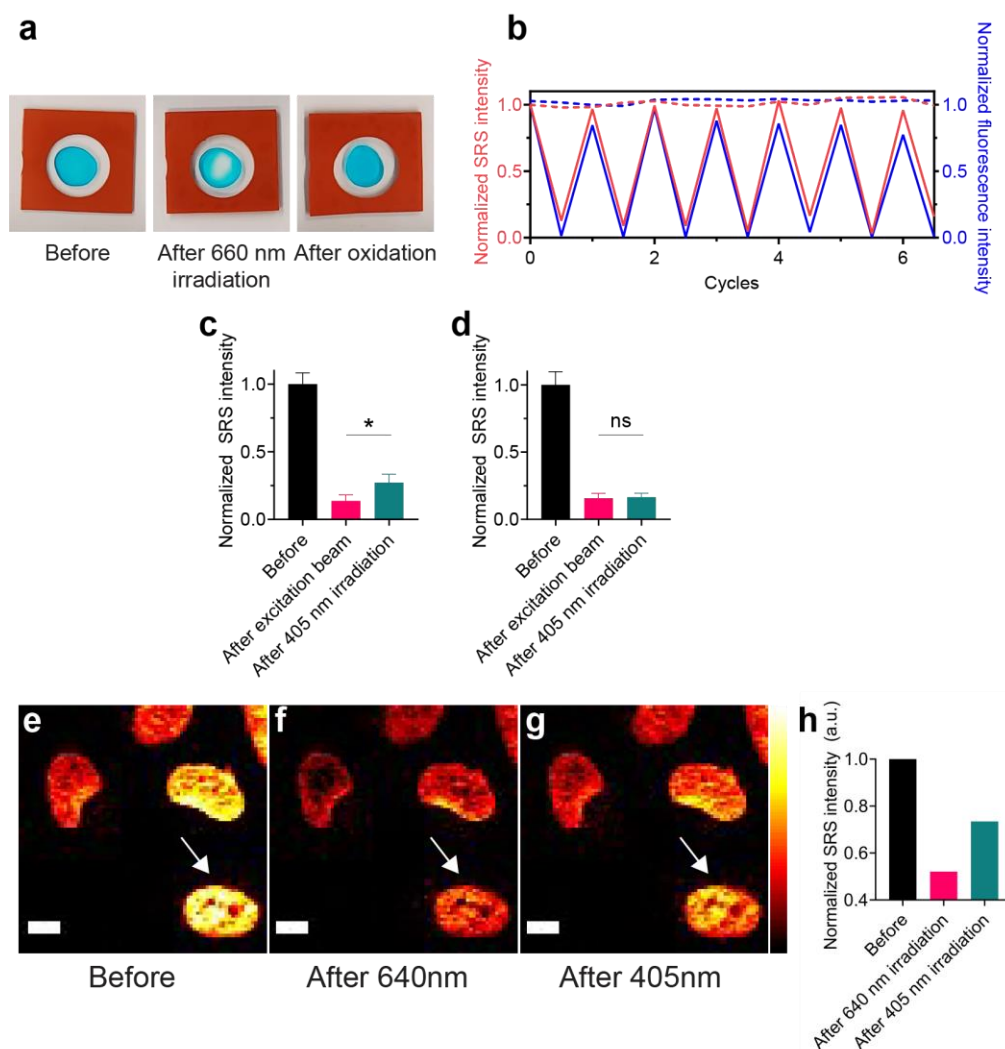 a
Before
After 660 nm
irradiation
After oxidation
b
Normalized SRS intensity
1.0
0.5
0.0
0
2
4
6
Cycles
1.0
0.5
0.0
Normalized fluorescence intensity
c
Normalized SRS intensity
1.0
0.5
0.0
*
Before
After excitation beam
After 405 nm irradiation
d
Normalized SRS intensity
1.0
0.5
0.0
ns
Before
After excitation beam
After 405 nm irradiation
e
Before
f
After 640nm
g
After 405nm
h
Normalized SRS intensity (a.u.)
1.0
0.8
0.6
0.4
Before
After 640 nm irradiation
After 405 nm irradiation